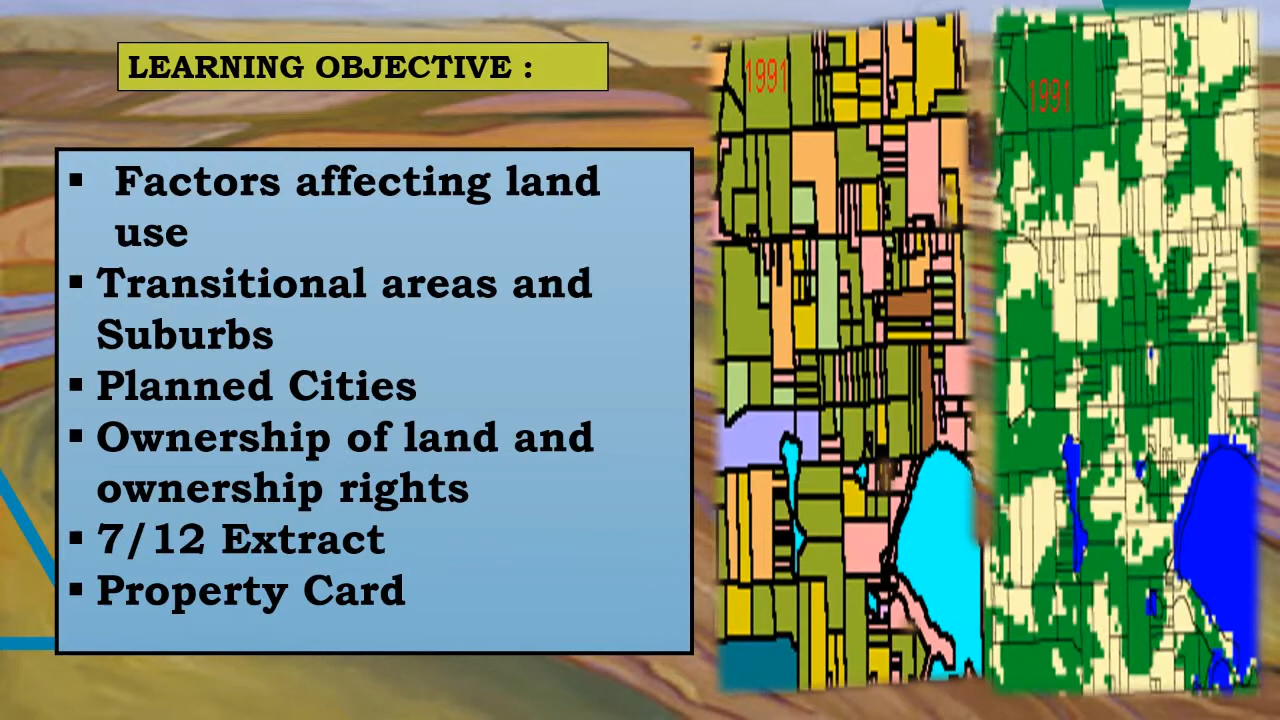 LEARNING OBJECTIVE :
▪ Factors affecting land
use
▪ Transitional areas and
Suburbs
▪ Planned Cities
▪ Ownership of land and
ownership rights
▪ 7/12 Extract
▪ Property Card
1991
1991